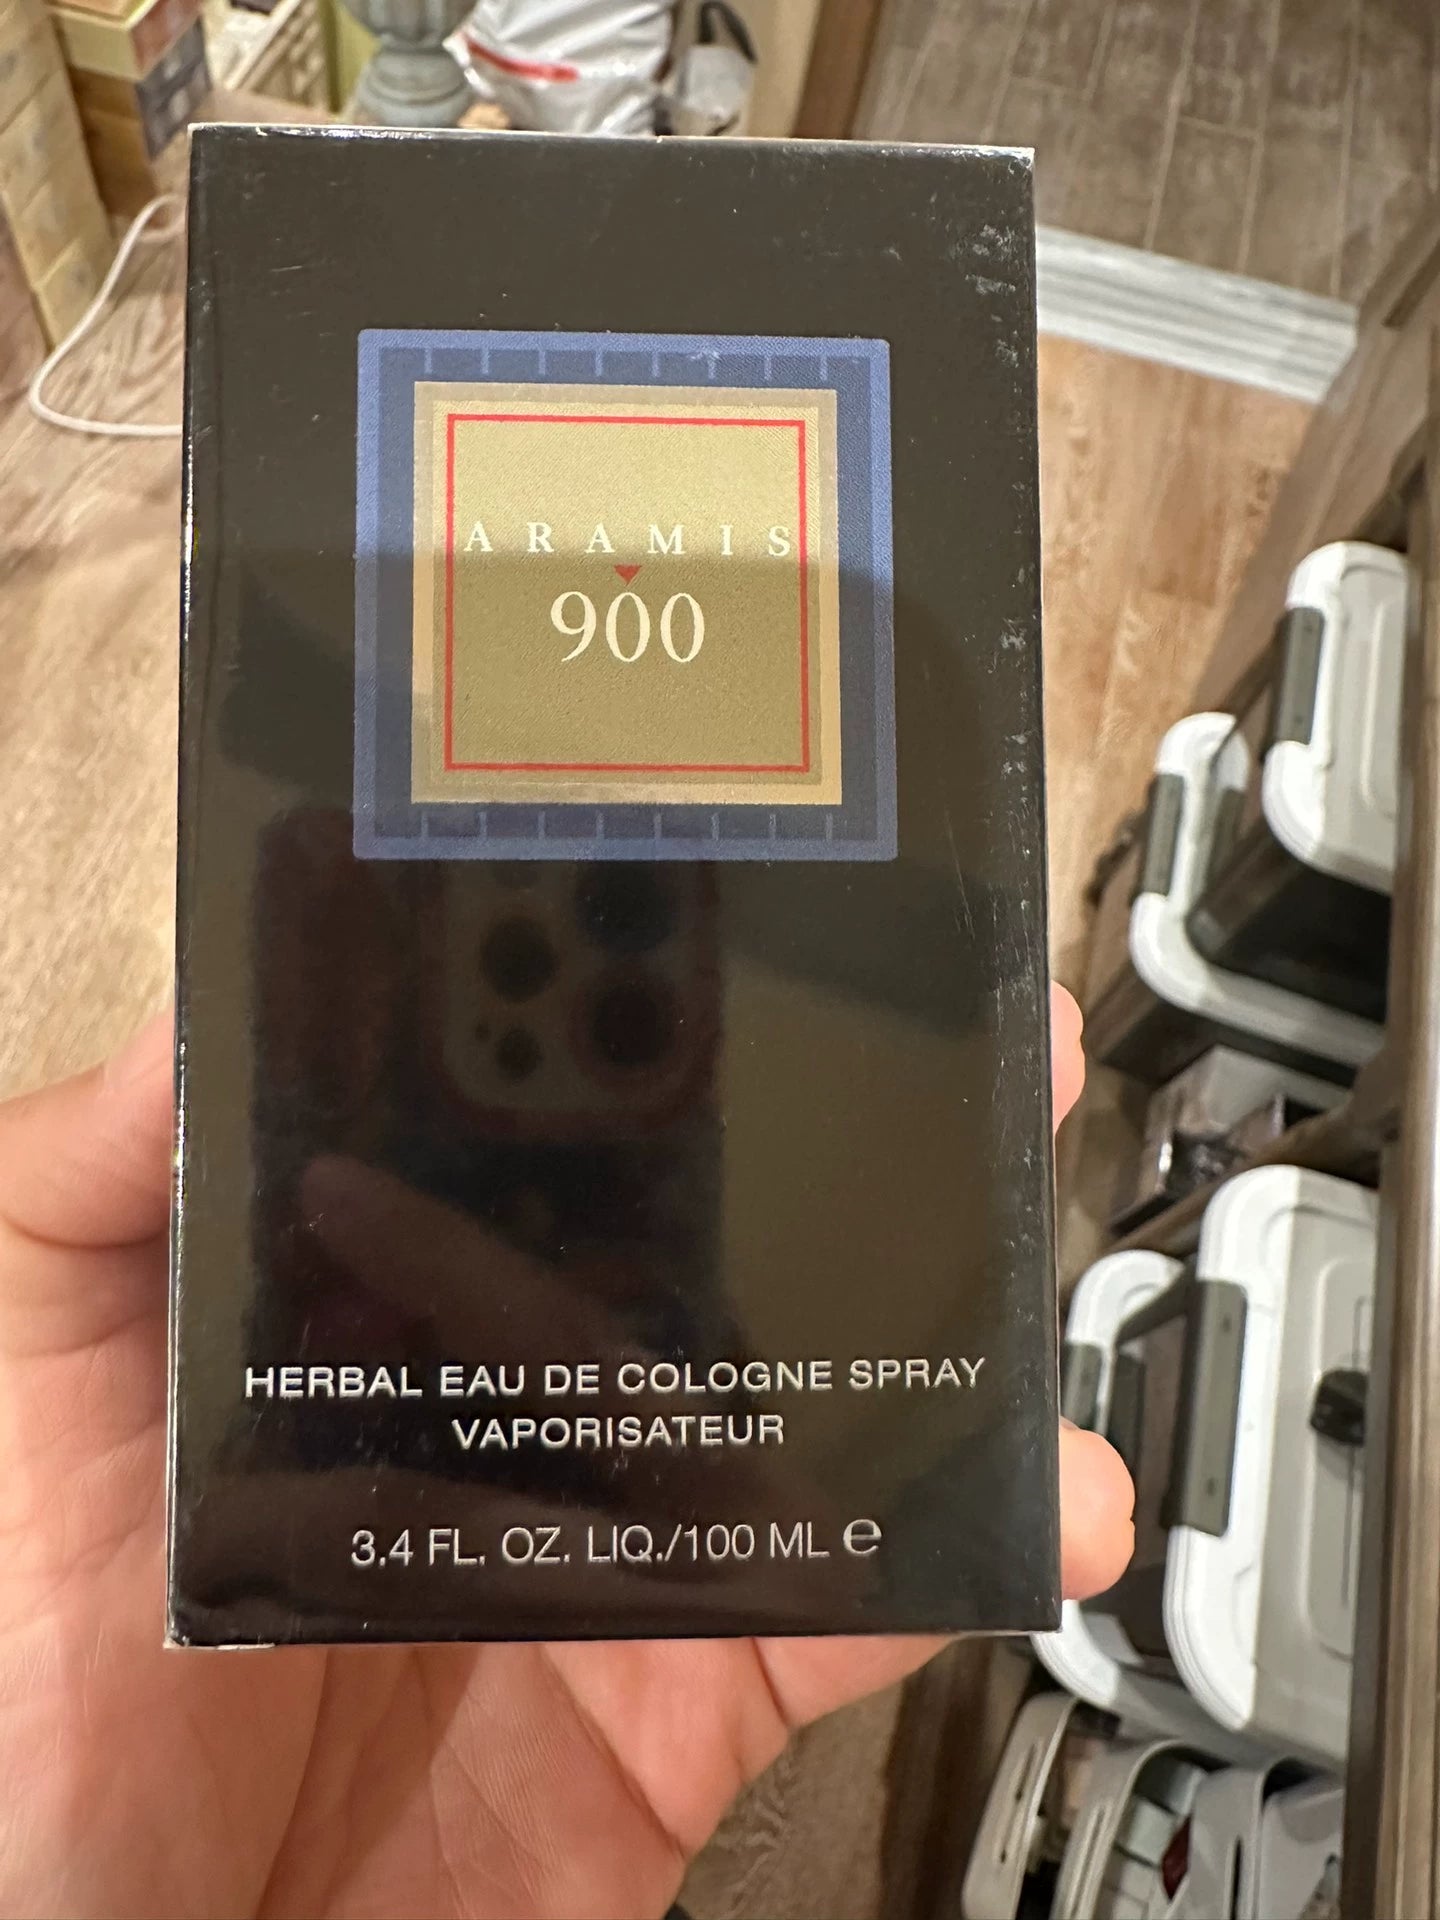 ARAMIS
900
HERBAL EAU DE COLOGNE SPRAY
VAPORISATEUR
3.4 FL. OZ. LIQ./100 ML ℮